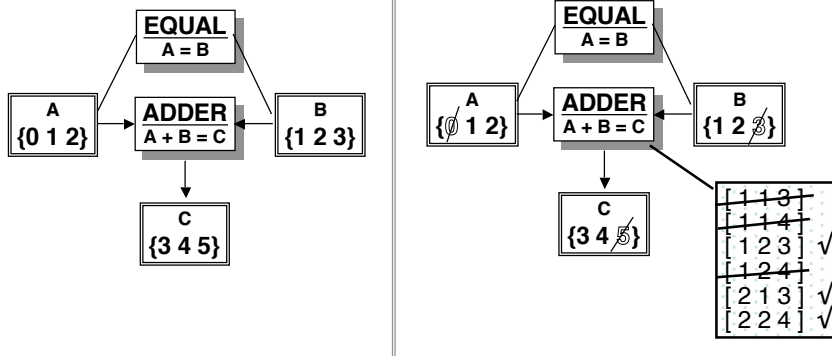 EQUAL
A = B
A
{0 1 2}
ADDER
A + B = C
B
{1 2 3}
C
{3 4 5}
EQUAL
A = B
A
{0 1 2}
ADDER
A + B = C
B
{1 2 3}
C
{3 4 5}
[ 1 1 3 ]
[ 1 1 4 ]
[ 1 2 3 ] √
[ 1 2 4 ]
[ 2 1 3 ] √
[ 2 2 4 ] √